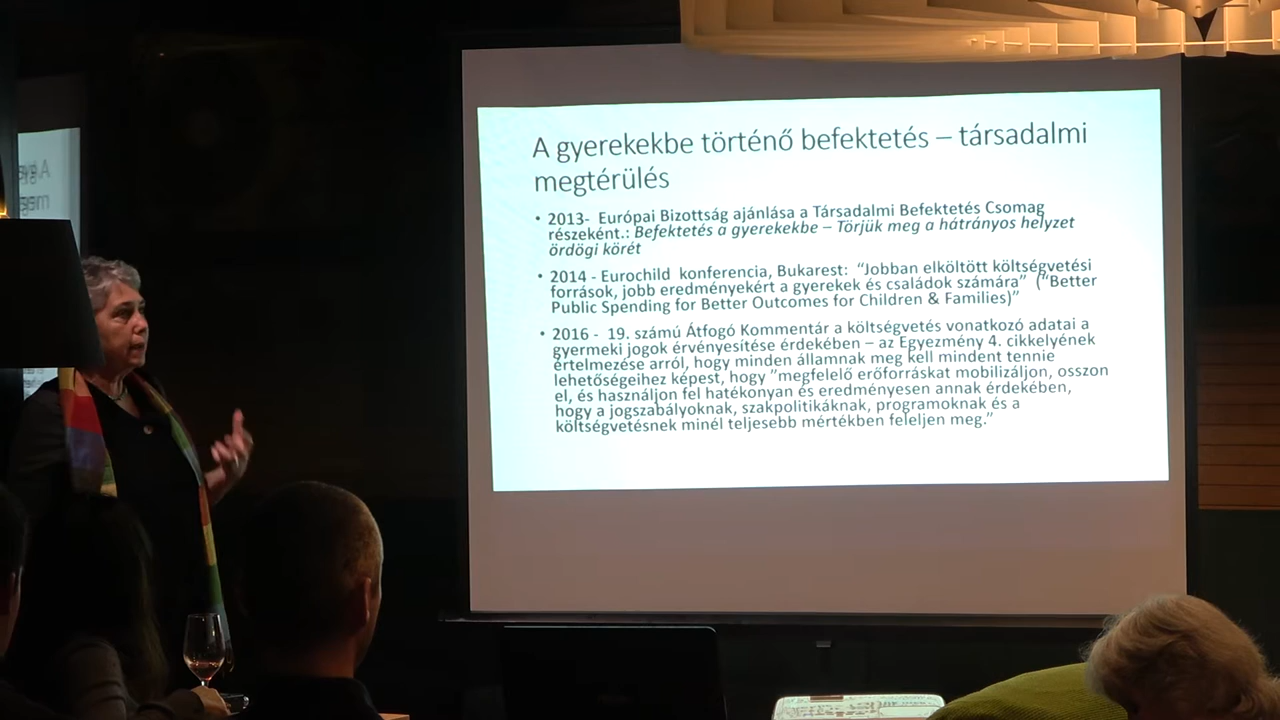 A gyerekekbe történő befektetés – társadalmi
megtérülés
• 2013- Európai Bizottság ajánlása a Társadalmi Befektetés Csomag
részeként.: Befektetés a gyerekekbe – Törjük meg a hátrányos helyzet
ördögi körét
• 2014 - Eurochild konferencia, Bukarest: “Jobban elköltött költségvetési
források, jobb eredményekért a gyerekek és családok számára” (“Better
Public Spending for Better Outcomes for Children & Families)”
• 2016 - 19. számú Átfogó Kommentár a költségvetés vonatkozó adatai a
gyermeki jogok érvényesítése érdekében – az Egyezmény 4. cikkelyének
értelmezése arról, hogy minden államnak meg kell mindent tennie
lehetőségeihez képest, hogy ”megfelelő erőforráskat mobilizáljon, osszon
el, és használjon fel hatékonyan és eredményesen annak érdekében,
hogy a jogszabályoknak, szakpolitikáknak, programoknak és a
költségvetésnek minél teljesebb mértékben feleljen meg.”